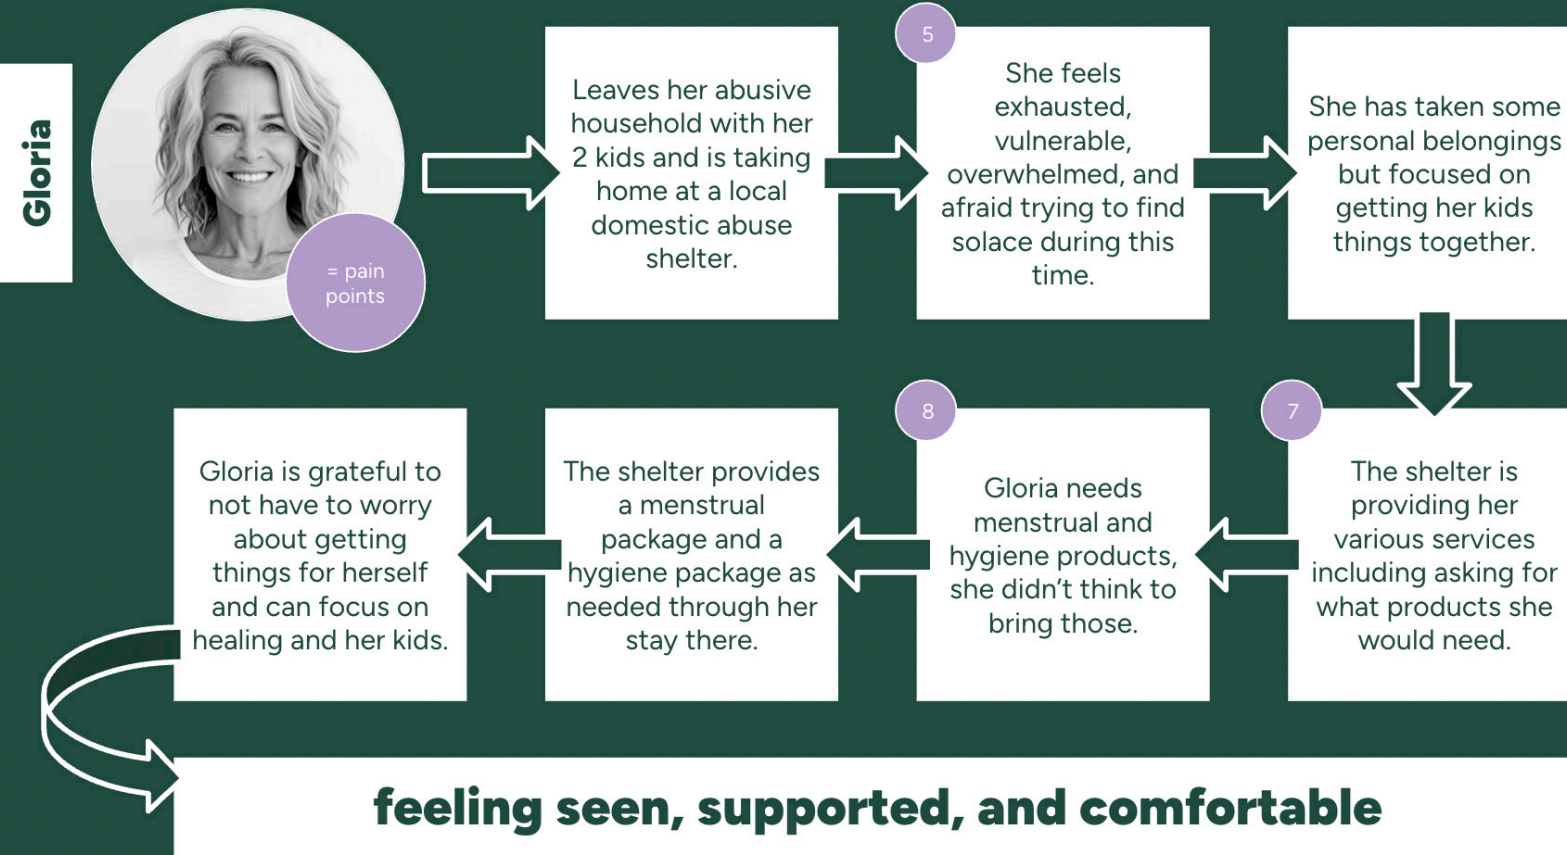 Gloria
= pain
points
Leaves her abusive
household with her
2 kids and is taking
home at a local
domestic abuse
shelter.
5
She feels
exhausted,
vulnerable,
overwhelmed, and
afraid trying to find
solace during this
time.
She has taken some
personal belongings
but focused on
getting her kids
things together.
7
The shelter is
providing her
various services
including asking for
what products she
would need.
8
Gloria needs
menstrual and
hygiene products,
she didn’t think to
bring those.
The shelter provides
a menstrual
package and a
hygiene package as
needed through her
stay there.
Gloria is grateful to
not have to worry
about getting
things for herself
and can focus on
healing and her kids.
feeling seen, supported, and comfortable